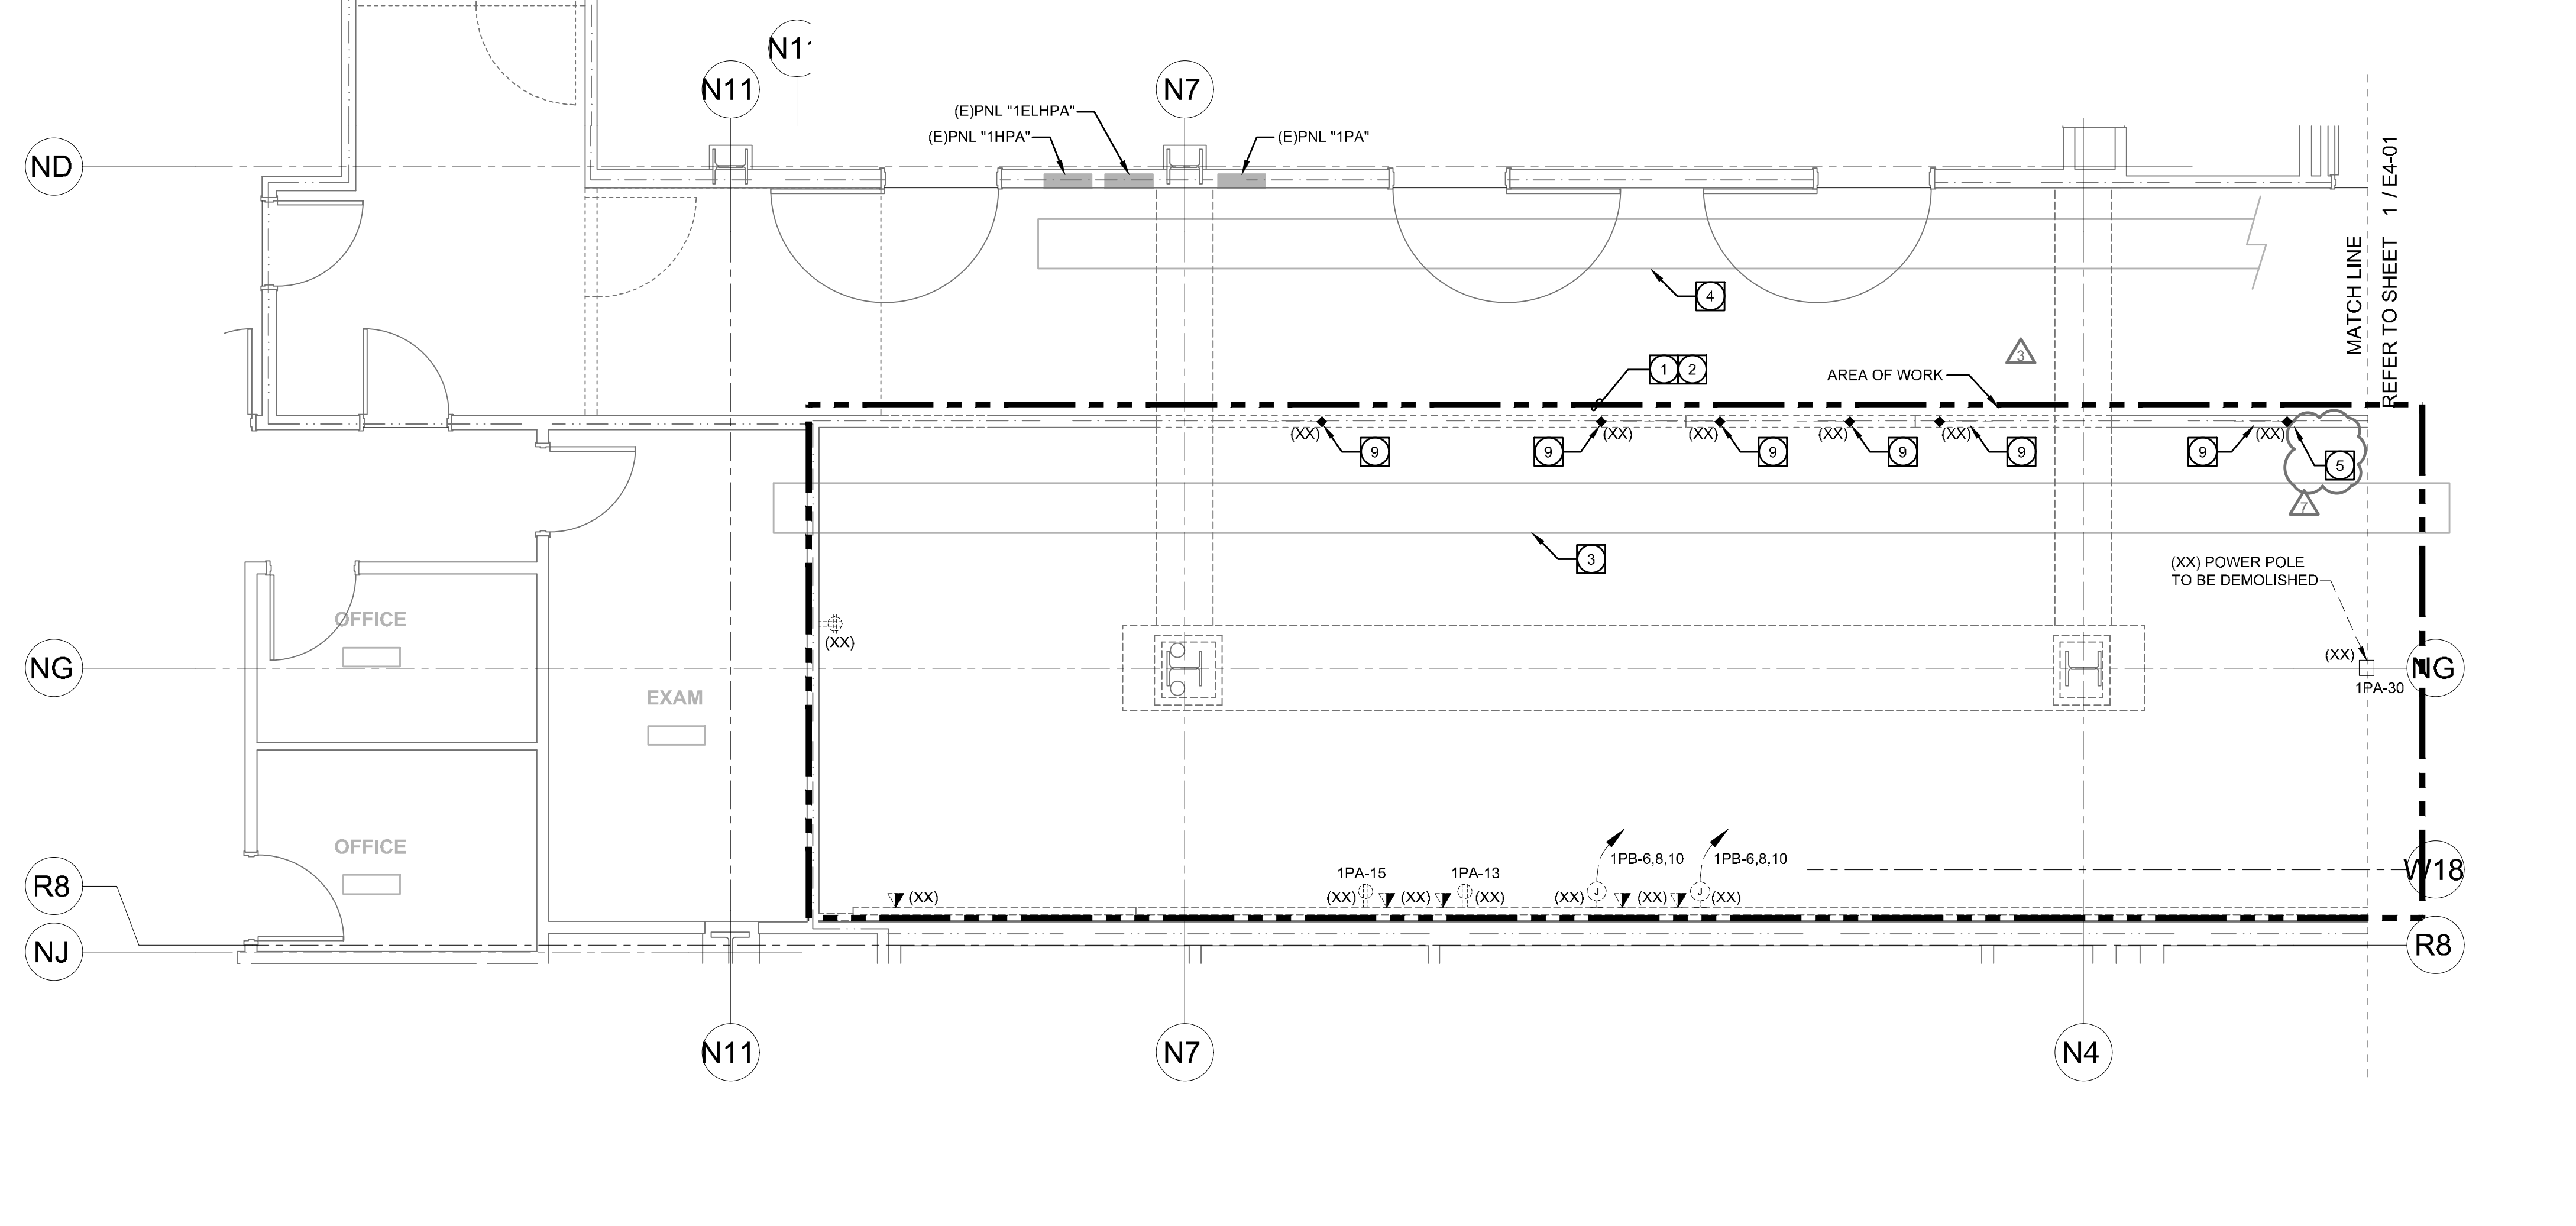 N11
N11
N7
(E)PNL "1ELHPA"
(E)PNL "1HPA"
(E)PNL "1PA"
ND
MATCH LINE
REFER TO SHEET 1 / E4-01
4
3
1 2
AREA OF WORK
(XX)
(XX)
(XX)
(XX)
(XX)
(XX)
9
9
9
9
9
9
5
7
3
(XX) POWER POLE
TO BE DEMOLISHED
OFFICE
(XX)
NG
(XX)
NG
1PA-30
EXAM
OFFICE
1PB-6,8,10
1PB-6,8,10
1PA-15
1PA-13
W18
R8
(XX)
(XX)
(XX)
(XX)
(XX)
J
(XX)
J
(XX)
NJ
R8
N11
N7
N4